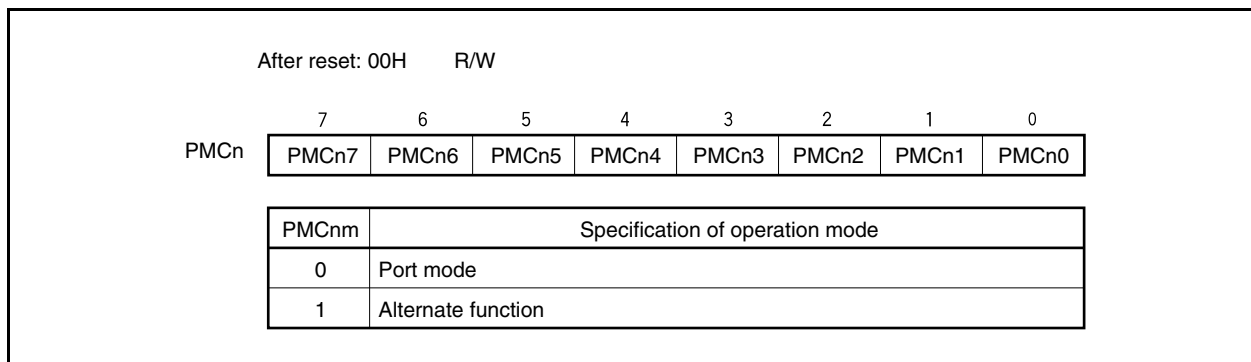 After reset: 00H R/W
7 6 5 4 3 2 1 0
PMCn PMCn7 PMCn6 PMCn5 PMCn4 PMCn3 PMCn2 PMCn1 PMCn0
PMCnm Specification of operation mode
0 Port mode
1 Alternate function